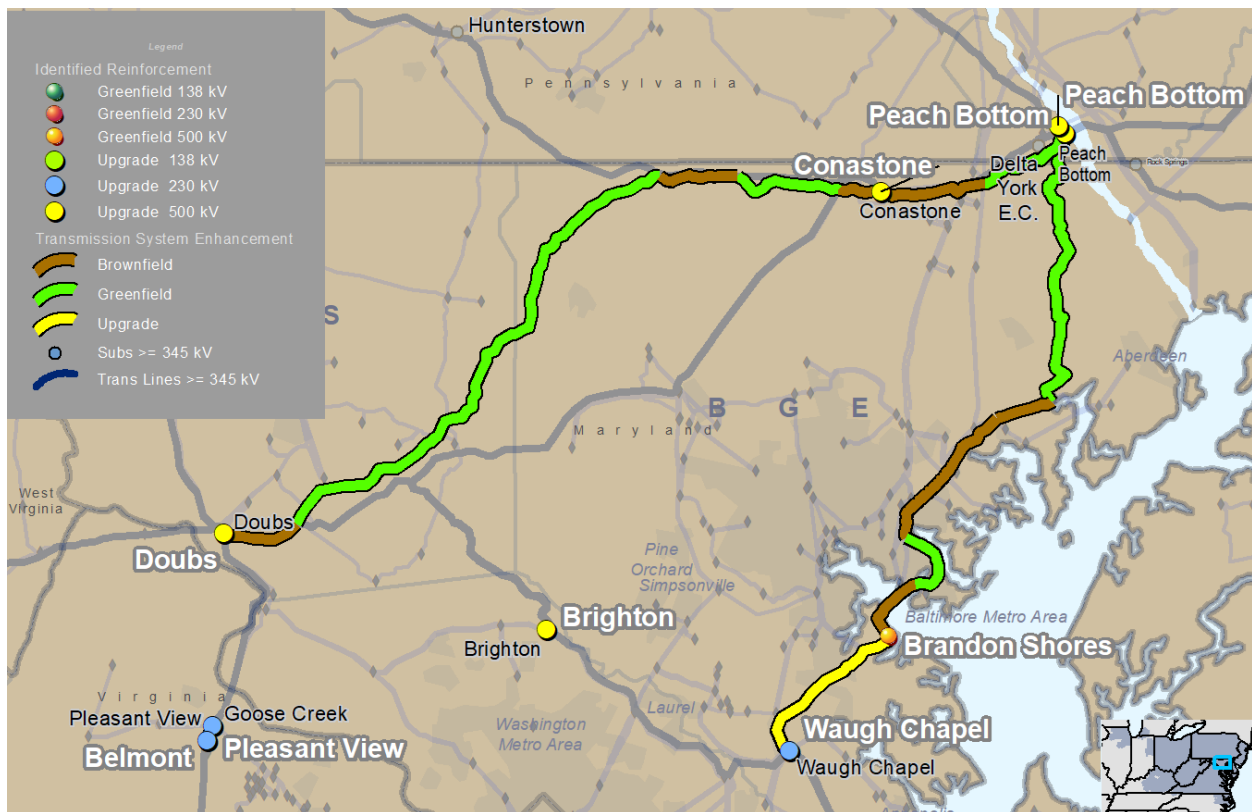 Legend
Identified Reinforcement
Greenfield 138 kV
Greenfield 230 kV
Greenfield 500 kV
Upgrade 138 kV
Upgrade 230 kV
Upgrade 500 kV
Transmission System Enhancement
Brownfield
Greenfield
Upgrade
Subs >= 345 kV
Trans Lines >= 345 kV
Hunterstown
Pennsylvania
Peach Bottom
Peach Bottom
Conastone
Delta
York
E.C.
Peach
Bottom
Rock Springs
Conastone
S
Aberdeen
B G E
Maryland
West
Virginia
Doubs
Doubs
Pine
Orchard
Simpsonville
Brighton
Brighton
Baltimore Metro Area
Brandon Shores
Virginia
Pleasant View
Goose Creek
Belmont
Pleasant View
Washington
Metro Area
Laurel
Waugh Chapel
Waugh Chapel